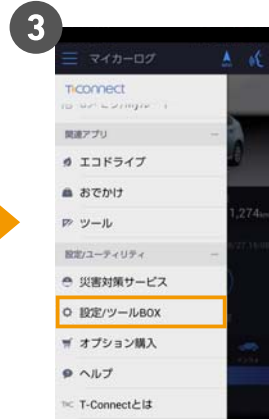 3
マイカーログ
T-connect
関連アプリ
エコドライブ
おでかけ
ツール
1,274km
設定/ユーティリティ
災害対策サービス
設定/ツールBOX
オプション購入
ヘルプ
T-Connectとは